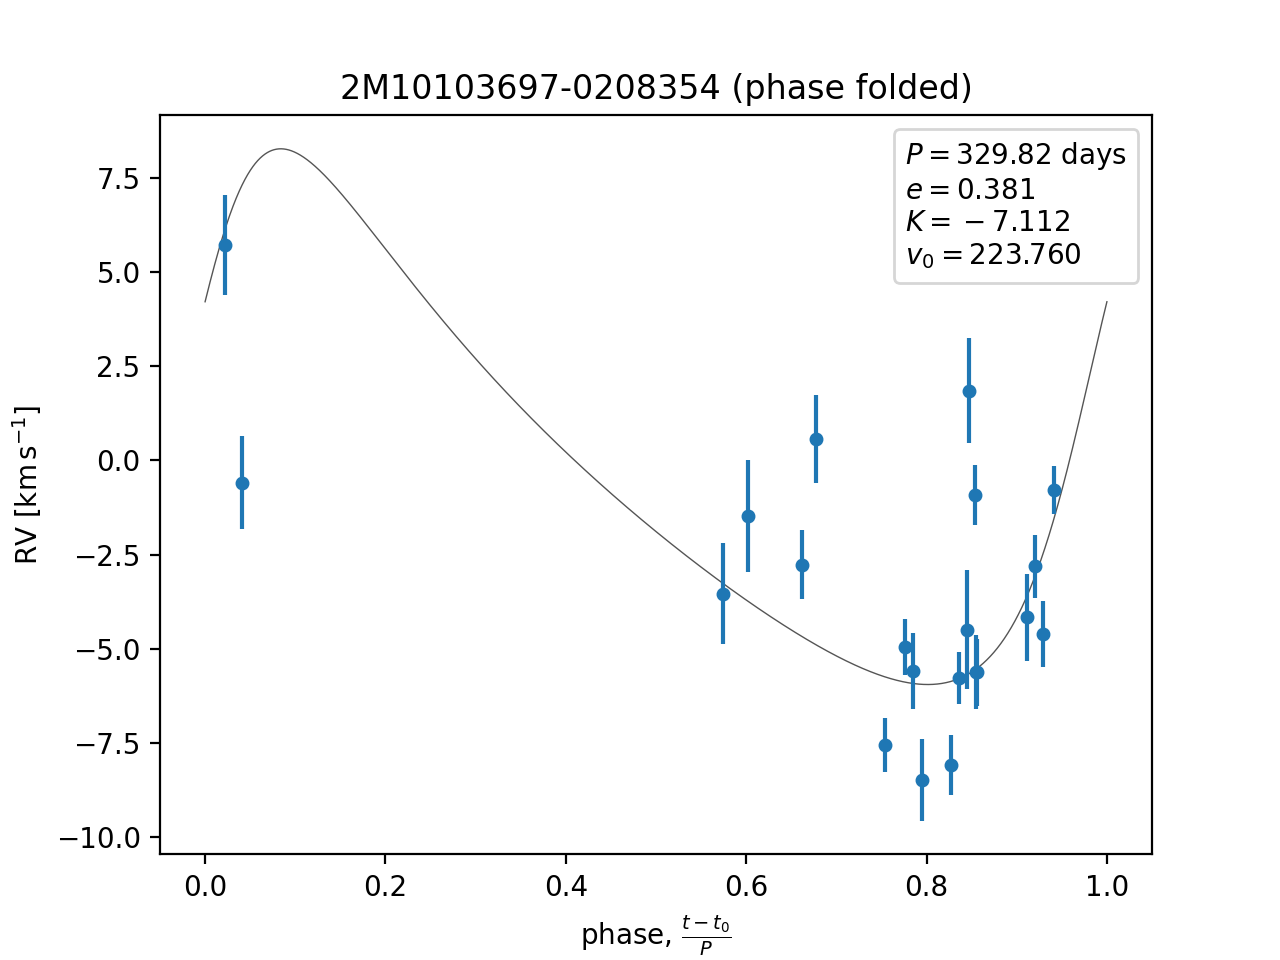 2M10103697-0208354 (phase folded)
P = 329.82 days
e = 0.381
K = −7.112
v₀ = 223.760
7.5
5.0
2.5
0.0
−2.5
−5.0
−7.5
−10.0
RV [km s⁻¹]
0.0 0.2 0.4 0.6 0.8 1.0
phase, (t − t₀)/P